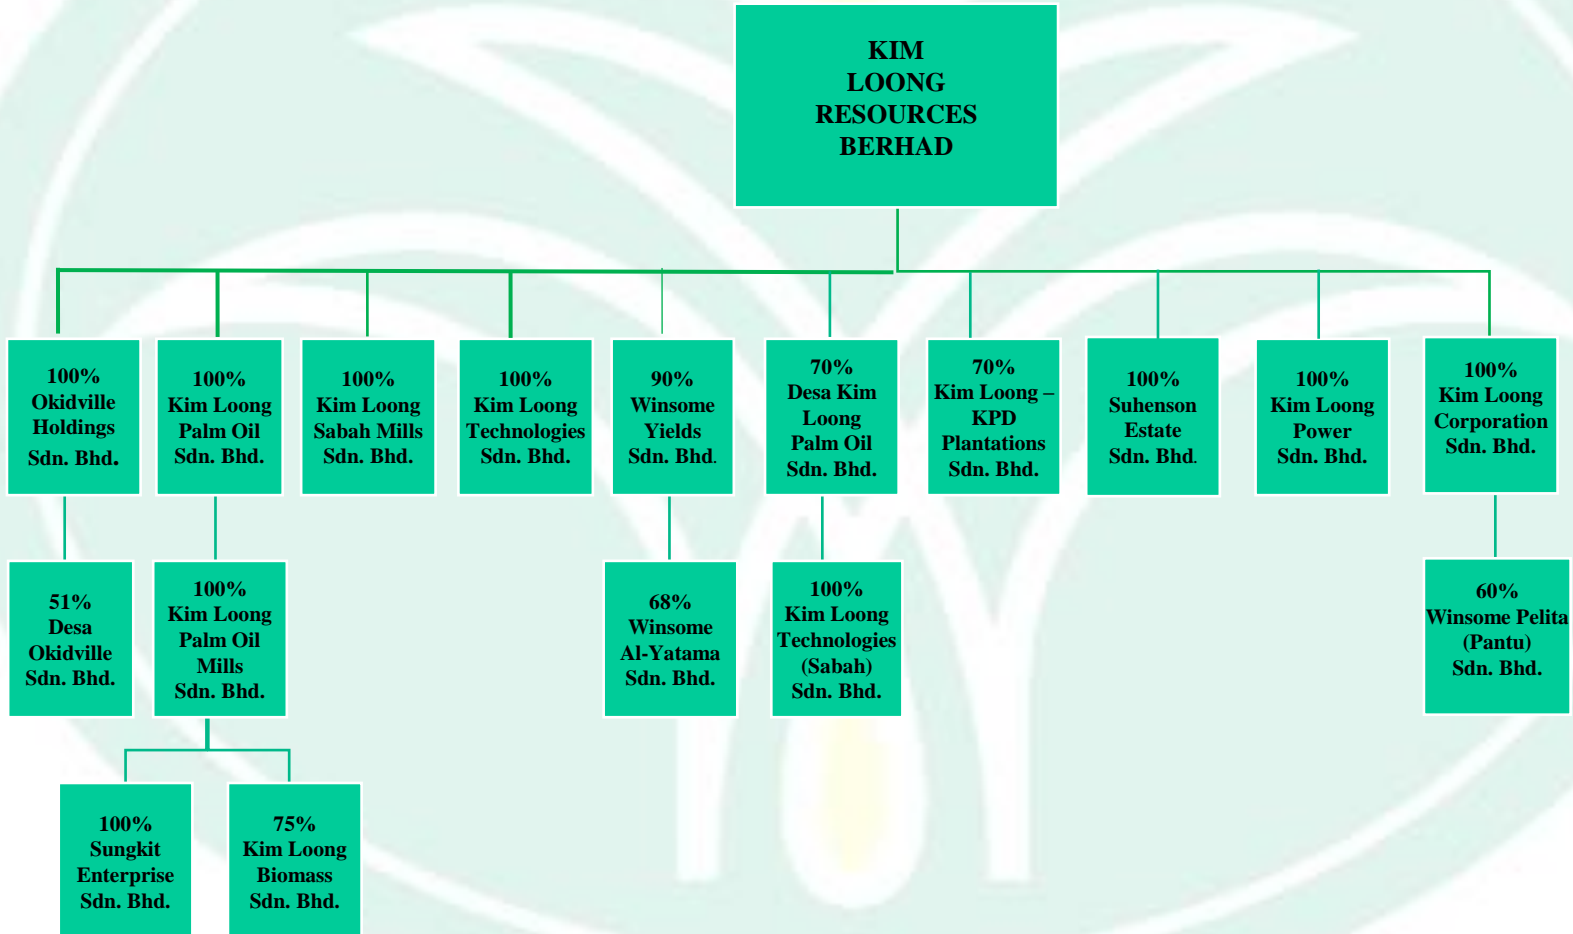 KIM
LOONG
RESOURCES
BERHAD
100%
Okidville
Holdings
Sdn. Bhd.
100%
Kim Loong
Palm Oil
Sdn. Bhd.
100%
Kim Loong
Sabah Mills
Sdn. Bhd.
100%
Kim Loong
Technologies
Sdn. Bhd.
90%
Winsome
Yields
Sdn. Bhd.
70%
Desa Kim
Loong
Palm Oil
Sdn. Bhd.
70%
Kim Loong –
KPD
Plantations
Sdn. Bhd.
100%
Suhenson
Estate
Sdn. Bhd.
100%
Kim Loong
Power
Sdn. Bhd.
100%
Kim Loong
Corporation
Sdn. Bhd.
51%
Desa
Okidville
Sdn. Bhd.
100%
Kim Loong
Palm Oil
Mills
Sdn. Bhd.
68%
Winsome
Al-Yatama
Sdn. Bhd.
100%
Kim Loong
Technologies
(Sabah)
Sdn. Bhd.
60%
Winsome Pelita
(Pantu)
Sdn. Bhd.
100%
Sungkit
Enterprise
Sdn. Bhd.
75%
Kim Loong
Biomass
Sdn. Bhd.